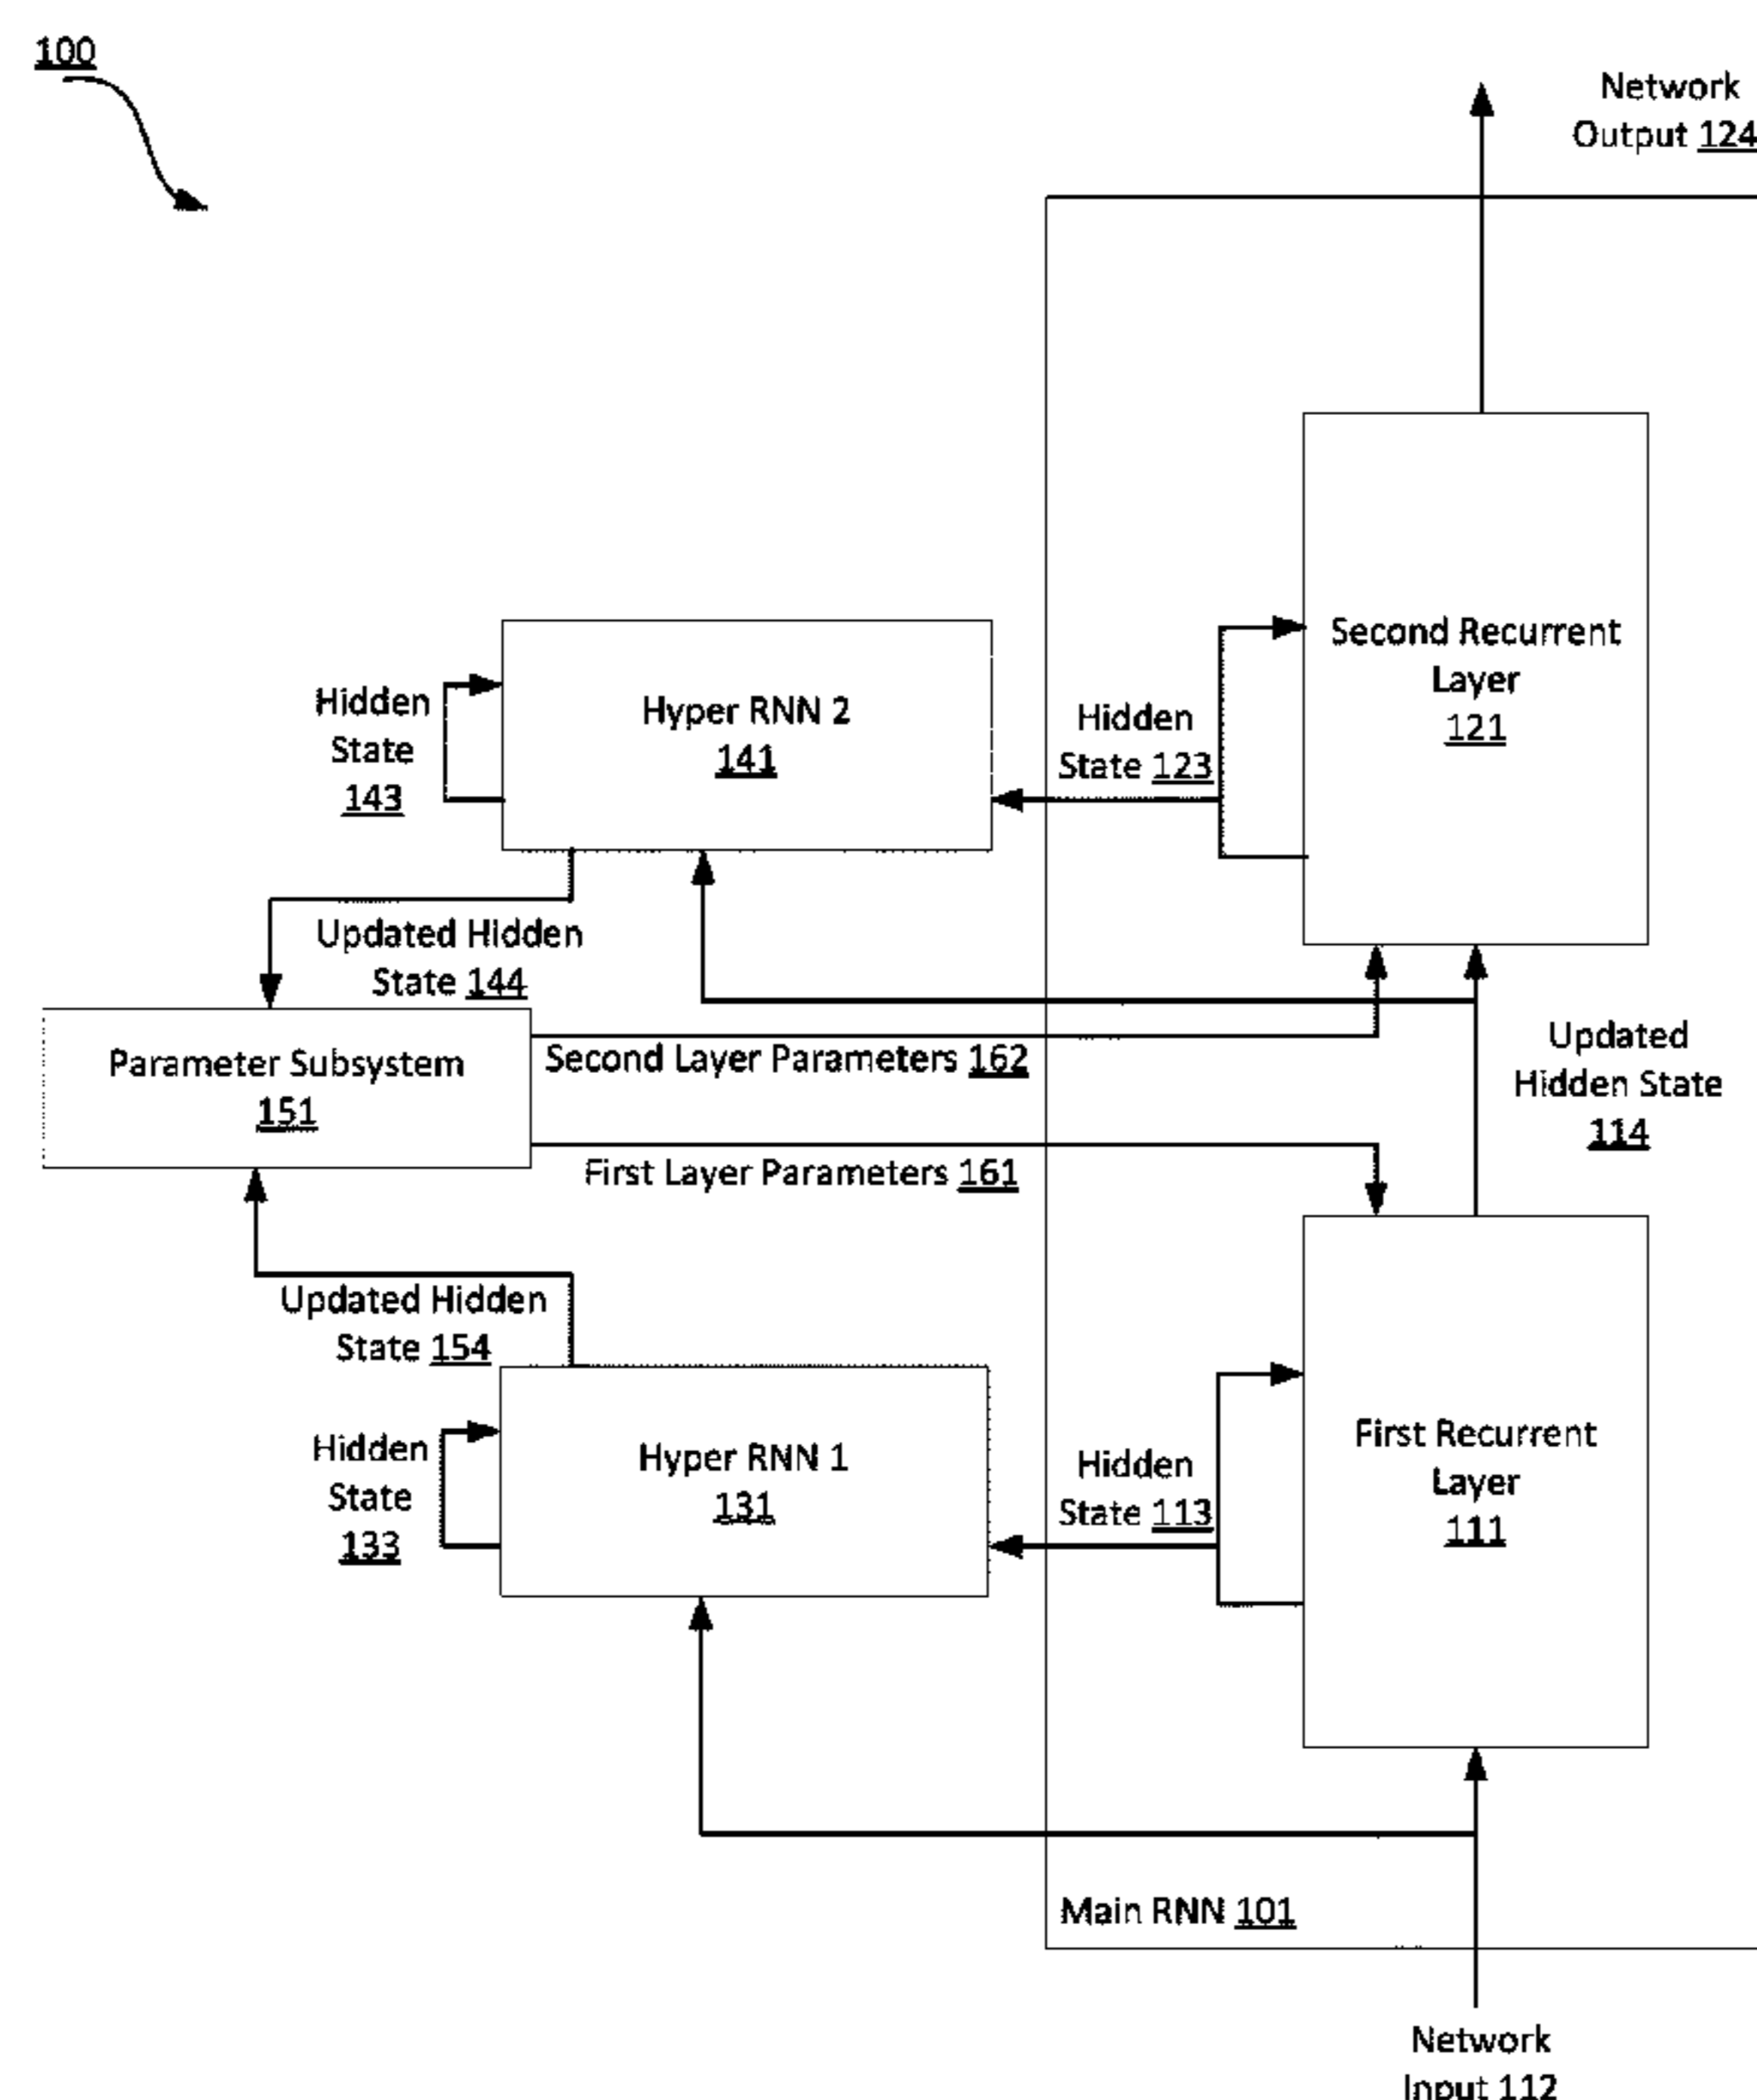 100
Network
Output 124
Second Recurrent
Layer
121
Hyper RNN 2
141
Hidden
State
143
Hidden
State 123
Updated Hidden
State 144
Parameter Subsystem
151
Second Layer Parameters 162
Updated
Hidden State
114
First Layer Parameters 161
Updated Hidden
State 154
Hyper RNN 1
131
Hidden
State
133
Hidden
State 113
First Recurrent
Layer
111
Main RNN 101
Network
Input 112